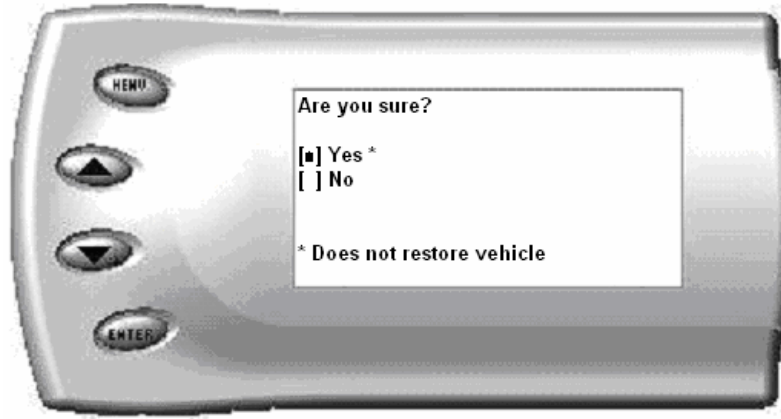 MENU
Are you sure?
[■] Yes *
[ ] No
* Does not restore vehicle
ENTER